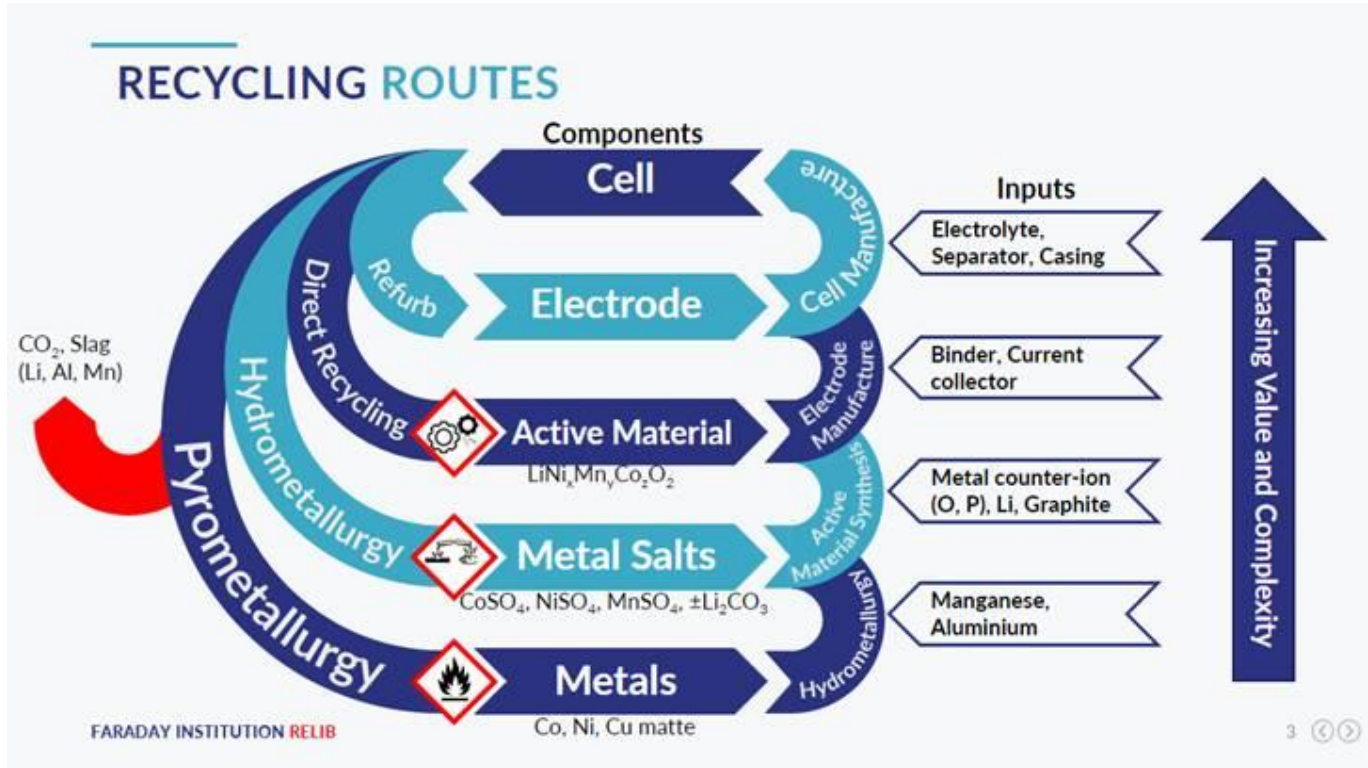 RECYCLING ROUTES
Components
Cell
Cell Manufacture
Inputs
Electrolyte,
Separator, Casing
Refurb
Electrode
Direct Recycling
Electrode
Manufacture
Binder, Current
collector
CO₂, Slag
(Li, Al, Mn)
Hydrometallurgy
Active Material
LiNiₓMnᵧCo₂O₂
Active
Material Synthesis
Metal counter-ion
(O, P), Li, Graphite
Pyrometallurgy
Metal Salts
CoSO₄, NiSO₄, MnSO₄, ±Li₂CO₃
Hydrometallurgy
Manganese,
Aluminium
Metals
Co, Ni, Cu matte
Increasing Value and Complexity
FARADAY INSTITUTION RELIB
3